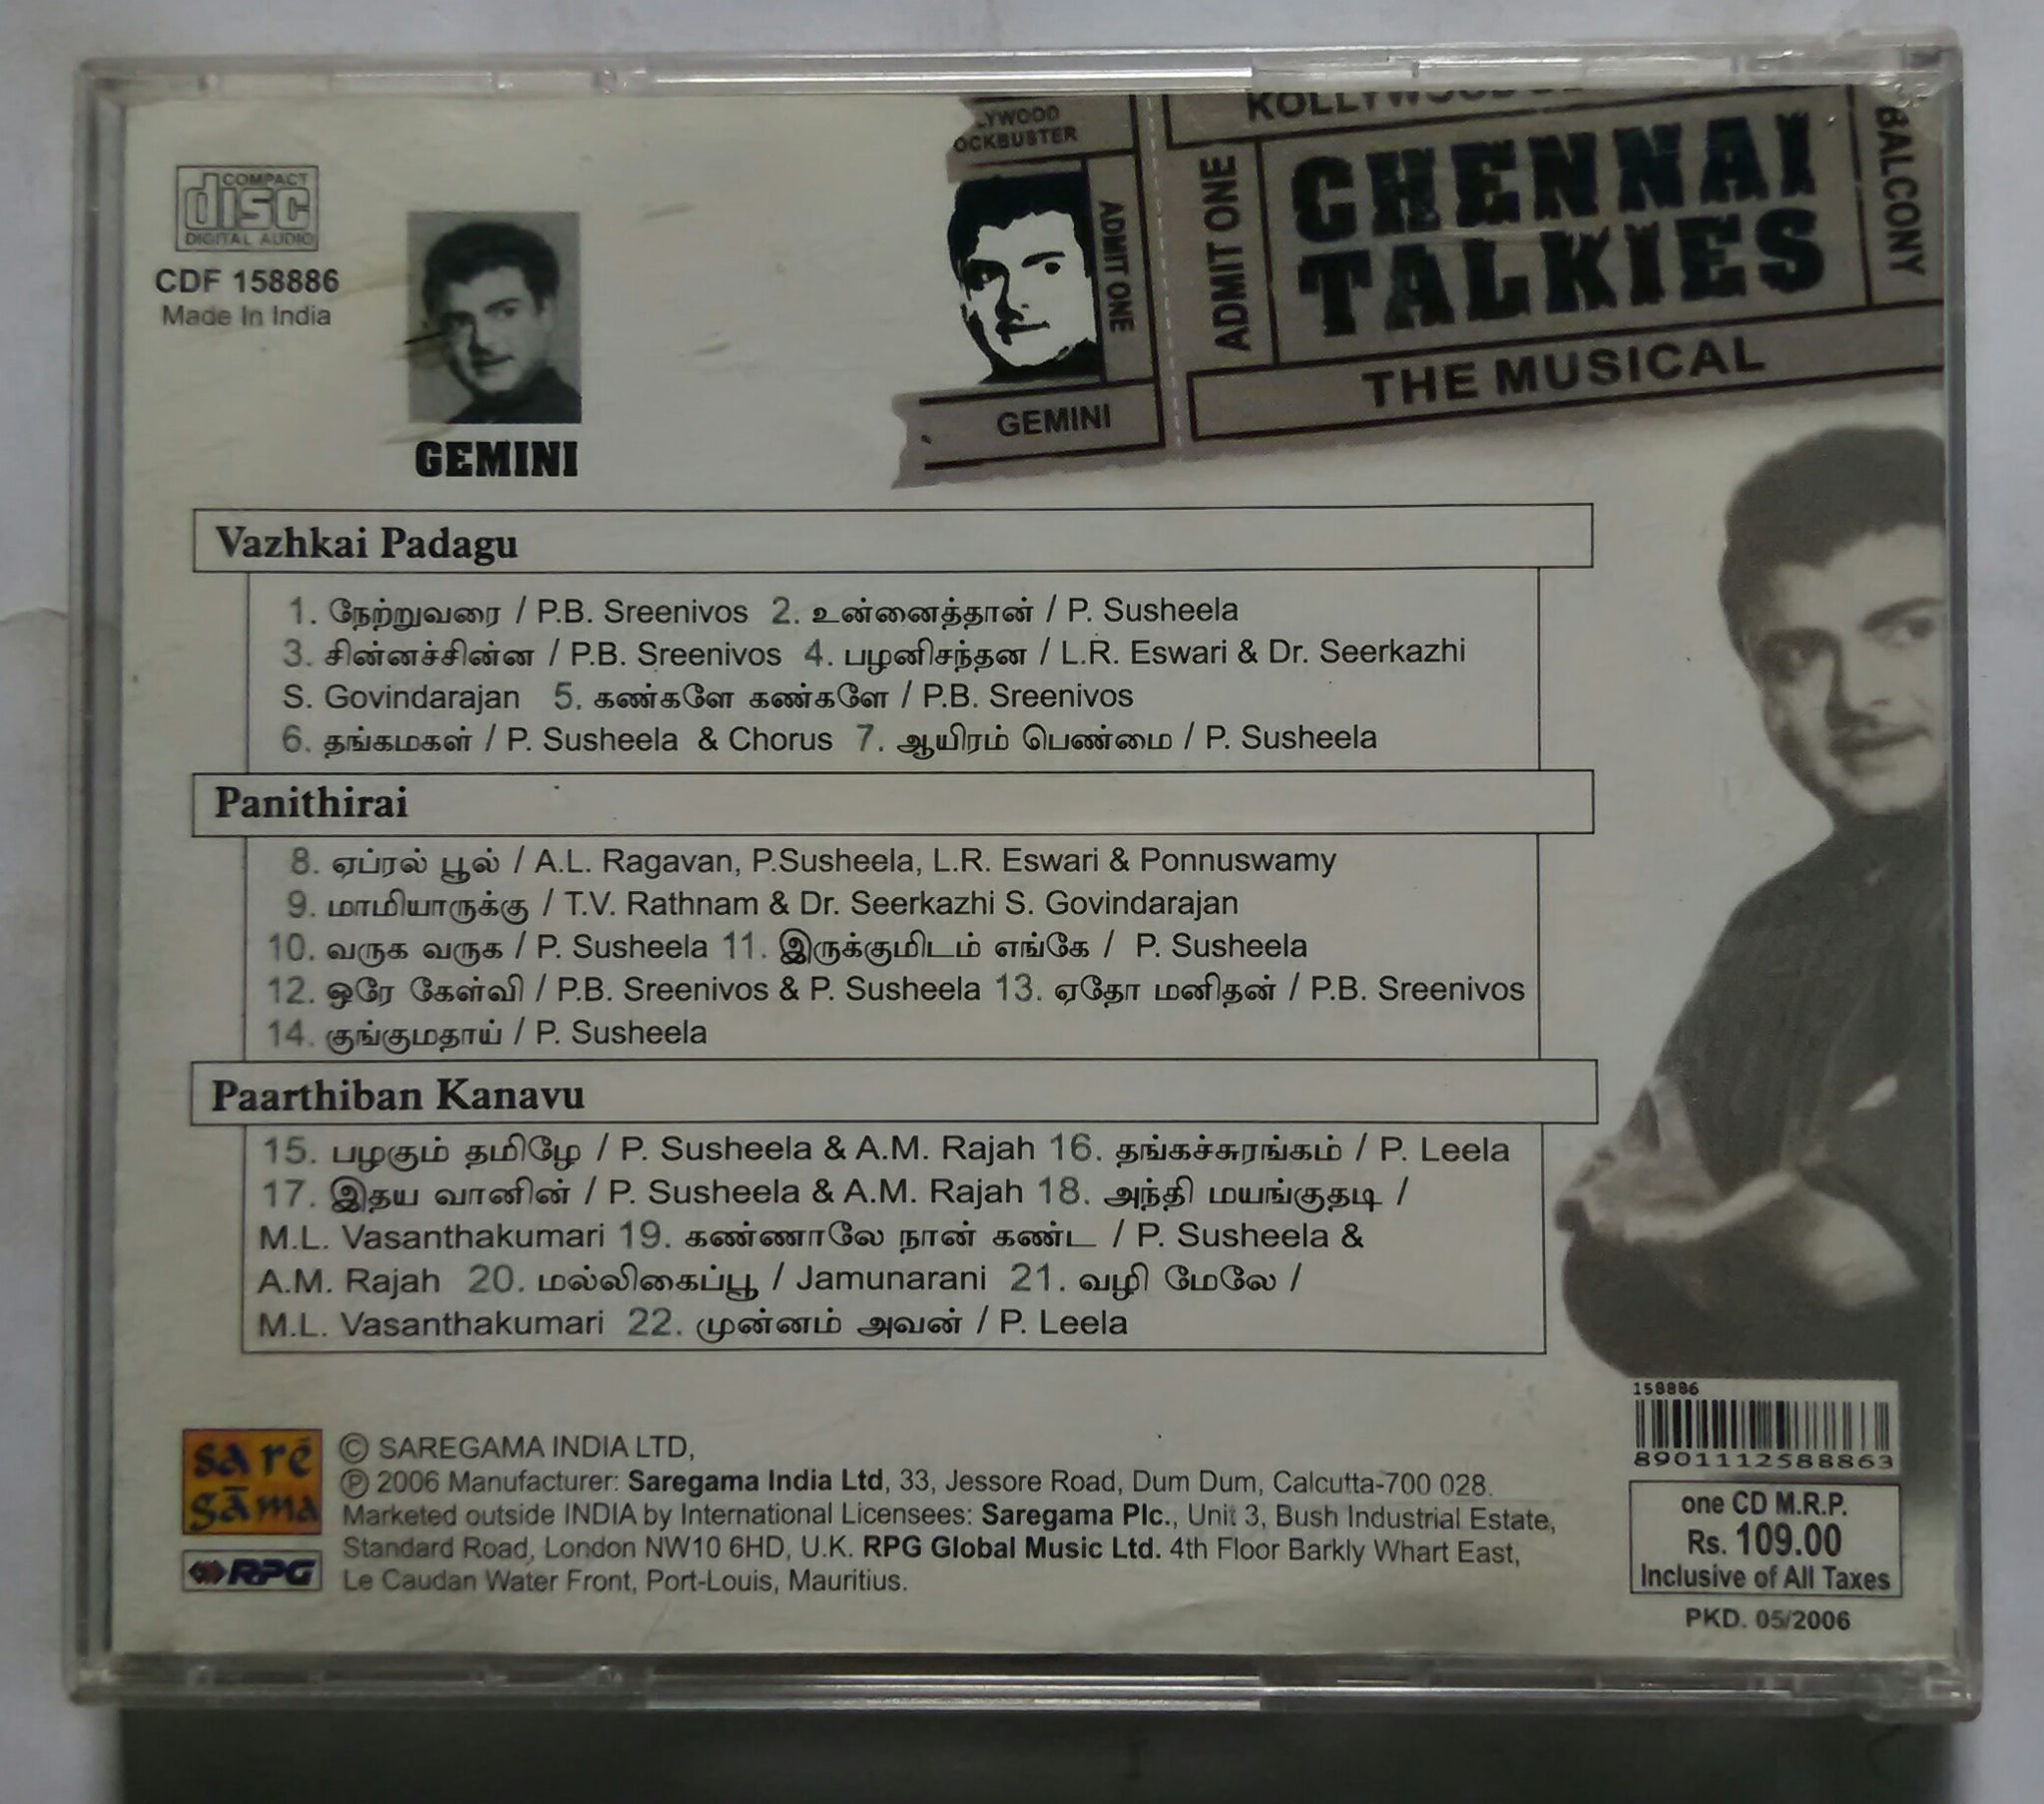 COMPACT
disc
DIGITAL AUDIO
CDF 158886
Made In India
GEMINI
OCKBUSTER
ADMIT ONE
GEMINI
ADMIT ONE
CHENNAI
TALKIES
BALCONY
THE MUSICAL
Vazhkai Padagu
1. நேற்றுவரை / P.B. Sreenivos 2. உன்னைத்தான் / P. Susheela
3. சின்னச்சின்ன / P.B. Sreenivos 4. பழனிசந்தன / L.R. Eswari & Dr. Seerkazhi
S. Govindarajan 5. கண்களே கண்களே / P.B. Sreenivos
6. தங்கமகள் / P. Susheela & Chorus 7. ஆயிரம் பெண்மை / P. Susheela
Panithirai
8. ஏப்ரல் பூல் / A.L. Ragavan, P.Susheela, L.R. Eswari & Ponnuswamy
9. மாமியாருக்கு / T.V. Rathnam & Dr. Seerkazhi S. Govindarajan
10. வருக வருக / P. Susheela 11. இருக்குமிடம் எங்கே / P. Susheela
12. ஒரே கேள்வி / P.B. Sreenivos & P. Susheela 13. ஏதோ மனிதன் / P.B. Sreenivos
14. குங்குமதாய் / P. Susheela
Paarthiban Kanavu
15. பழகும் தமிழே / P. Susheela & A.M. Rajah 16. தங்கச்சுரங்கம் / P. Leela
17. இதய வானின் / P. Susheela & A.M. Rajah 18. அந்தி மயங்குதடி /
M.L. Vasanthakumari 19. கண்ணாலே நான் கண்ட / P. Susheela &
A.M. Rajah 20. மல்லிகைப்பூ / Jamunarani 21. வழி மேலே /
M.L. Vasanthakumari 22. முன்னம் அவன் / P. Leela
sa rē
gāma
RPG
© SAREGAMA INDIA LTD,
℗ 2006 Manufacturer: Saregama India Ltd, 33, Jessore Road, Dum Dum, Calcutta-700 028.
Marketed outside INDIA by International Licensees: Saregama Plc., Unit 3, Bush Industrial Estate,
Standard Road, London NW10 6HD, U.K. RPG Global Music Ltd. 4th Floor Barkly Whart East,
Le Caudan Water Front, Port-Louis, Mauritius.
158886
8901112588863
one CD M.R.P.
Rs. 109.00
Inclusive of All Taxes
PKD. 05/2006